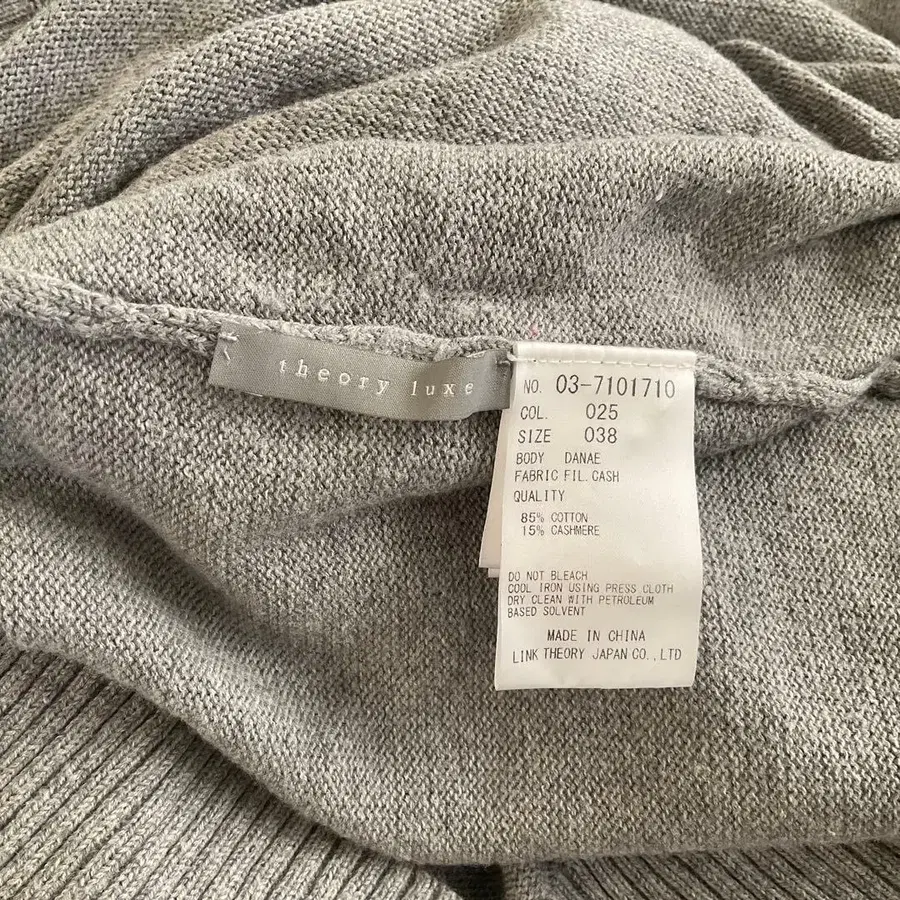 theory luxe
NO. 03-7101710
COL. 025
SIZE 038
BODY DANAE
FABRIC FIL. CASH
QUALITY
85% COTTON
15% CASHMERE
DO NOT BLEACH
COOL IRON USING PRESS CLOTH
DRY CLEAN WITH PETROLEUM
BASED SOLVENT
MADE IN CHINA
LINK THEORY JAPAN CO., LTD